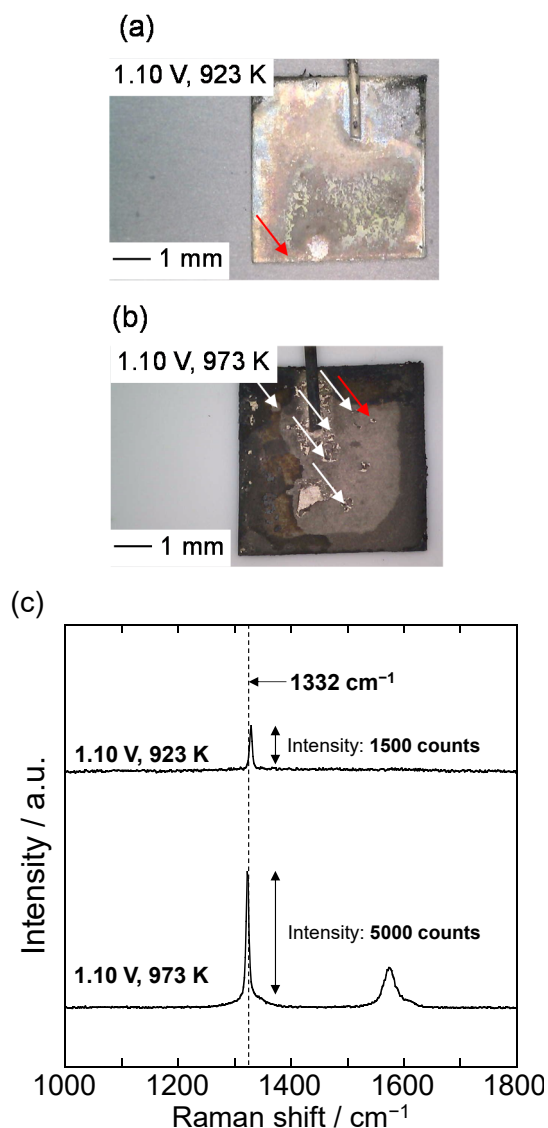 (a)
1.10 V, 923 K
1 mm
(b)
1.10 V, 973 K
1 mm
(c)
1332 cm⁻¹
Intensity: 1500 counts
1.10 V, 923 K
Intensity: 5000 counts
1.10 V, 973 K
Intensity / a.u.
1000 1200 1400 1600 1800
Raman shift / cm⁻¹